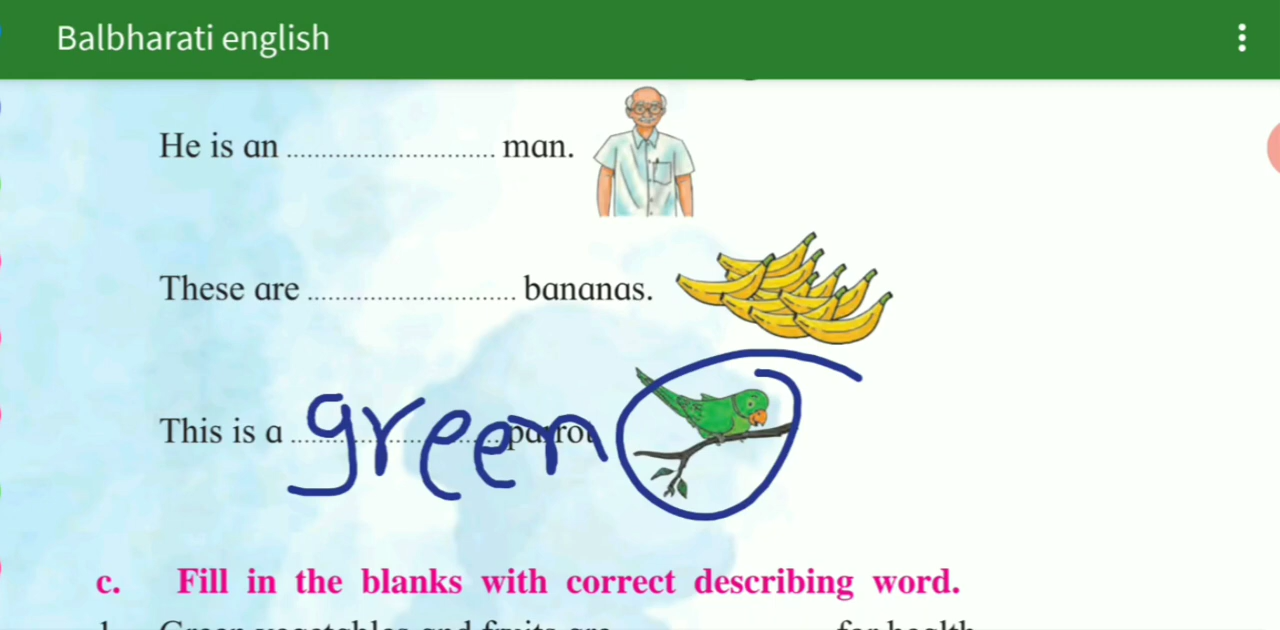 Balbharati english
He is an ........................... man.
These are ........................... bananas.
This is a ........................... green parrot
c. Fill in the blanks with correct describing word.